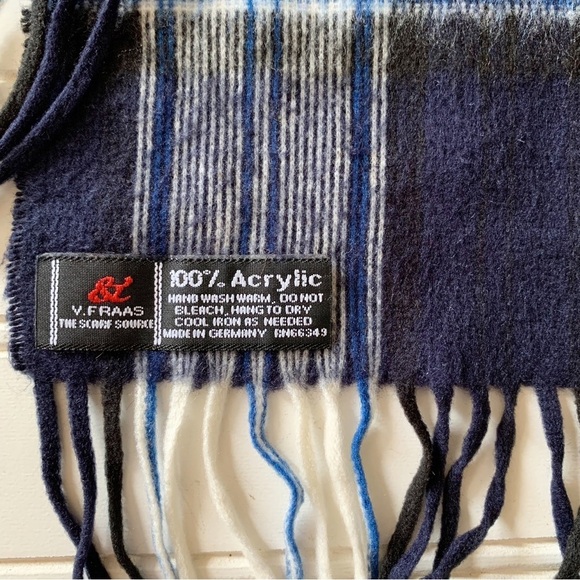 V.FRAAS
THE SCARF SOURCE
100% Acrylic
HAND WASH WARM, DO NOT
BLEACH, HANG TO DRY
COOL IRON AS NEEDED
MADE IN GERMANY RN66349